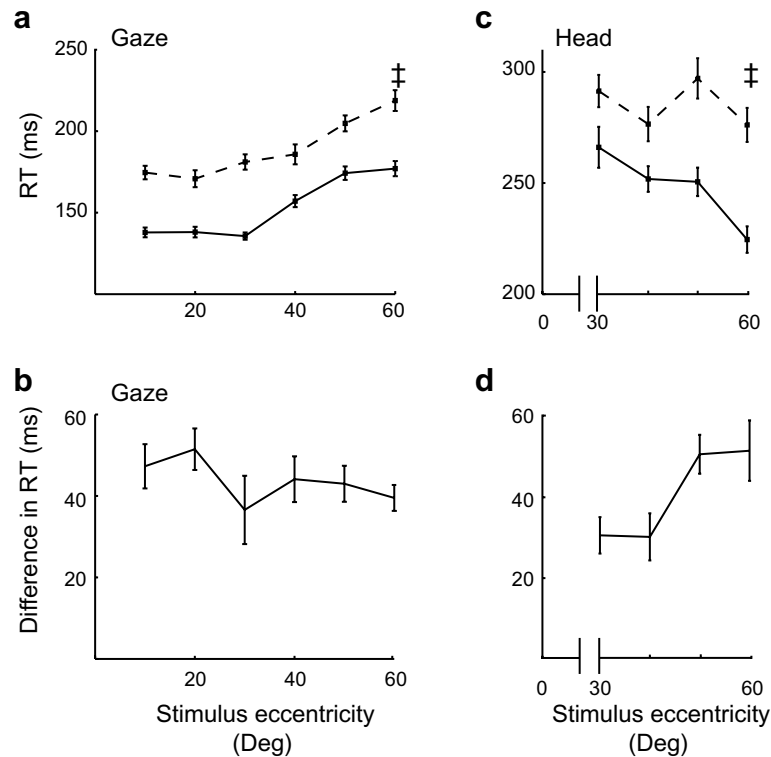 a
Gaze
250
200
150
RT (ms)
20
40
60
‡
c
Head
300
250
200
0
30
60
‡
b
Gaze
60
40
20
Difference in RT (ms)
20
40
60
Stimulus eccentricity
(Deg)
d
60
40
20
0
30
60
Stimulus eccentricity
(Deg)